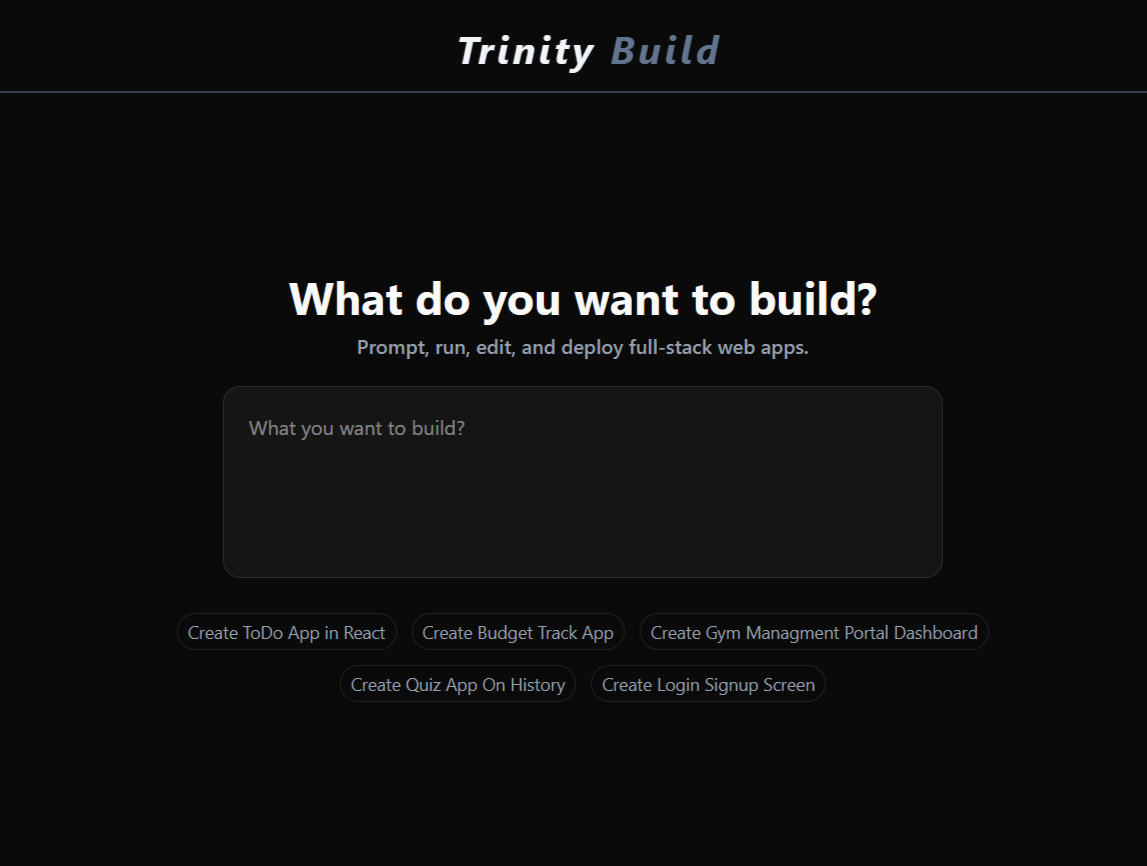 Trinity Build
What do you want to build?
Prompt, run, edit, and deploy full-stack web apps.
What you want to build?
Create ToDo App in React
Create Budget Track App
Create Gym Managment Portal Dashboard
Create Quiz App On History
Create Login Signup Screen